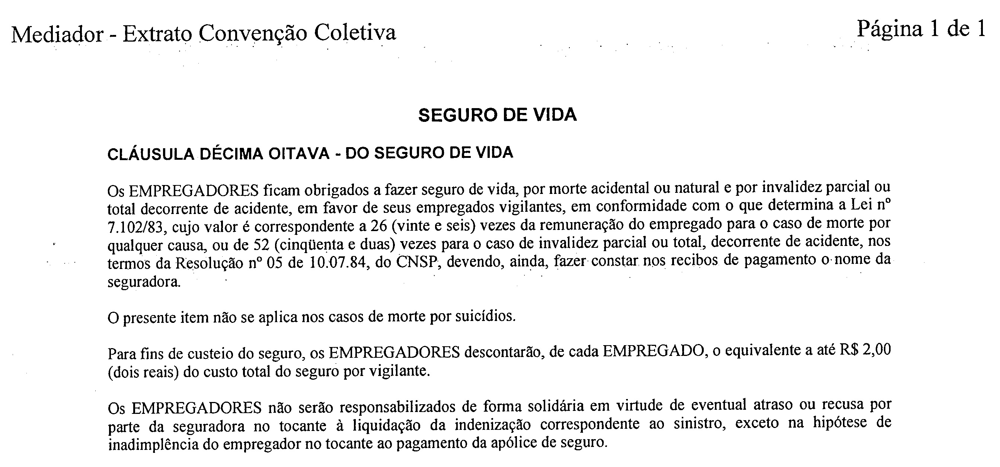 Mediador - Extrato Convenção Coletiva
Página 1 de 1
SEGURO DE VIDA
CLÁUSULA DÉCIMA OITAVA - DO SEGURO DE VIDA
Os EMPREGADORES ficam obrigados a fazer seguro de vida, por morte acidental ou natural e por invalidez parcial ou
total decorrente de acidente, em favor de seus empregados vigilantes, em conformidade com o que determina a Lei nº
7.102/83, cujo valor é correspondente a 26 (vinte e seis) vezes da remuneração do empregado para o caso de morte por
qualquer causa, ou de 52 (cinqüenta e duas) vezes para o caso de invalidez parcial ou total, decorrente de acidente, nos
termos da Resolução nº 05 de 10.07.84, do CNSP, devendo, ainda, fazer constar nos recibos de pagamento o nome da
seguradora.
O presente item não se aplica nos casos de morte por suicídios.
Para fins de custeio do seguro, os EMPREGADORES descontarão, de cada EMPREGADO, o equivalente a até R$ 2,00
(dois reais) do custo total do seguro por vigilante.
Os EMPREGADORES não serão responsabilizados de forma solidária em virtude de eventual atraso ou recusa por
parte da seguradora no tocante à liquidação da indenização correspondente ao sinistro, exceto na hipótese de
inadimplência do empregador no tocante ao pagamento da apólice de seguro.